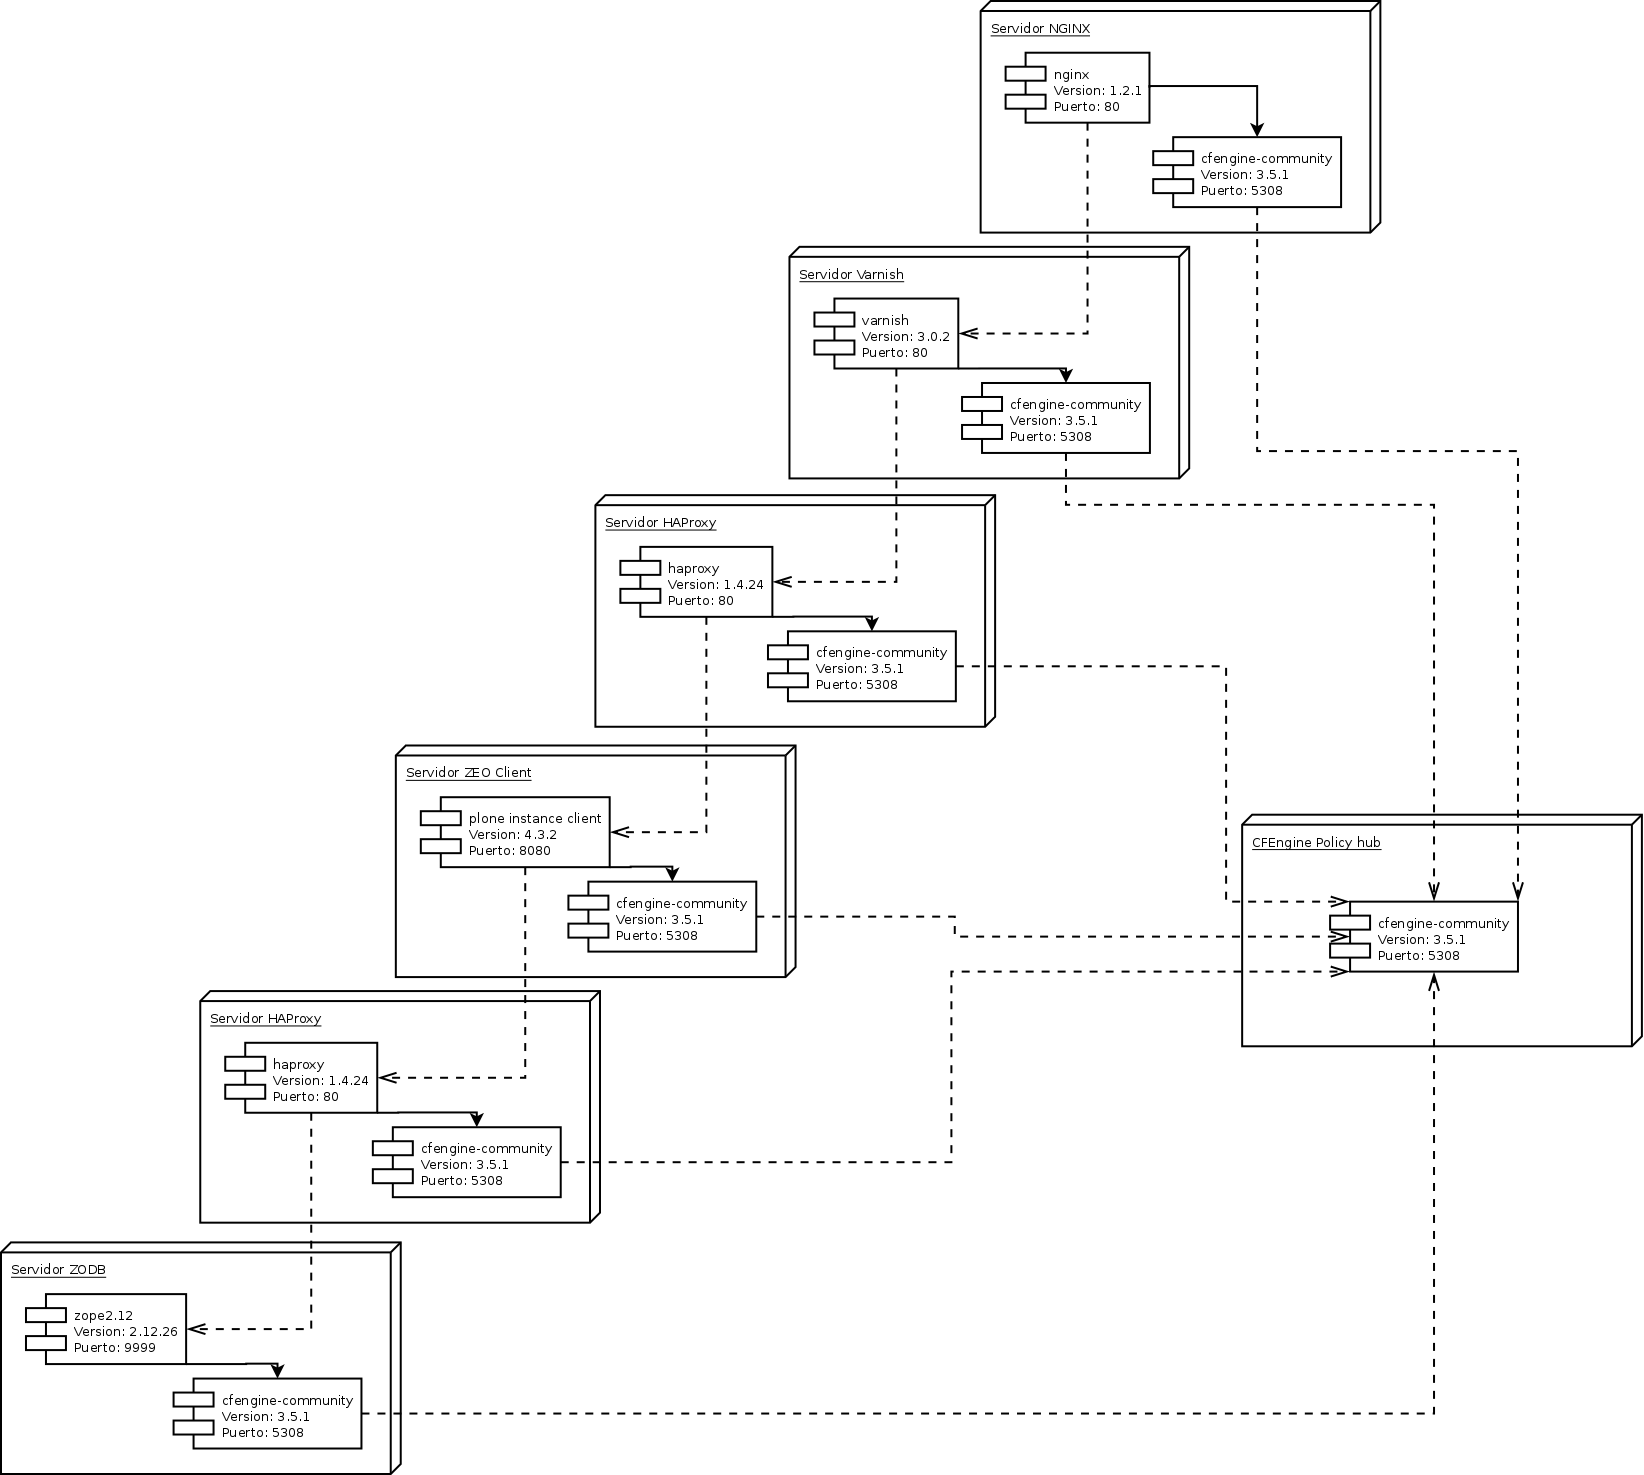 Servidor NGINX
nginx
Version: 1.2.1
Puerto: 80
cfengine-community
Version: 3.5.1
Puerto: 5308
Servidor Varnish
varnish
Version: 3.0.2
Puerto: 80
cfengine-community
Version: 3.5.1
Puerto: 5308
Servidor HAProxy
haproxy
Version: 1.4.24
Puerto: 80
cfengine-community
Version: 3.5.1
Puerto: 5308
Servidor ZEO Client
plone instance client
Version: 4.3.2
Puerto: 8080
cfengine-community
Version: 3.5.1
Puerto: 5308
CFEngine Policy hub
cfengine-community
Version: 3.5.1
Puerto: 5308
Servidor HAProxy
haproxy
Version: 1.4.24
Puerto: 80
cfengine-community
Version: 3.5.1
Puerto: 5308
Servidor ZODB
zope2.12
Version: 2.12.26
Puerto: 9999
cfengine-community
Version: 3.5.1
Puerto: 5308